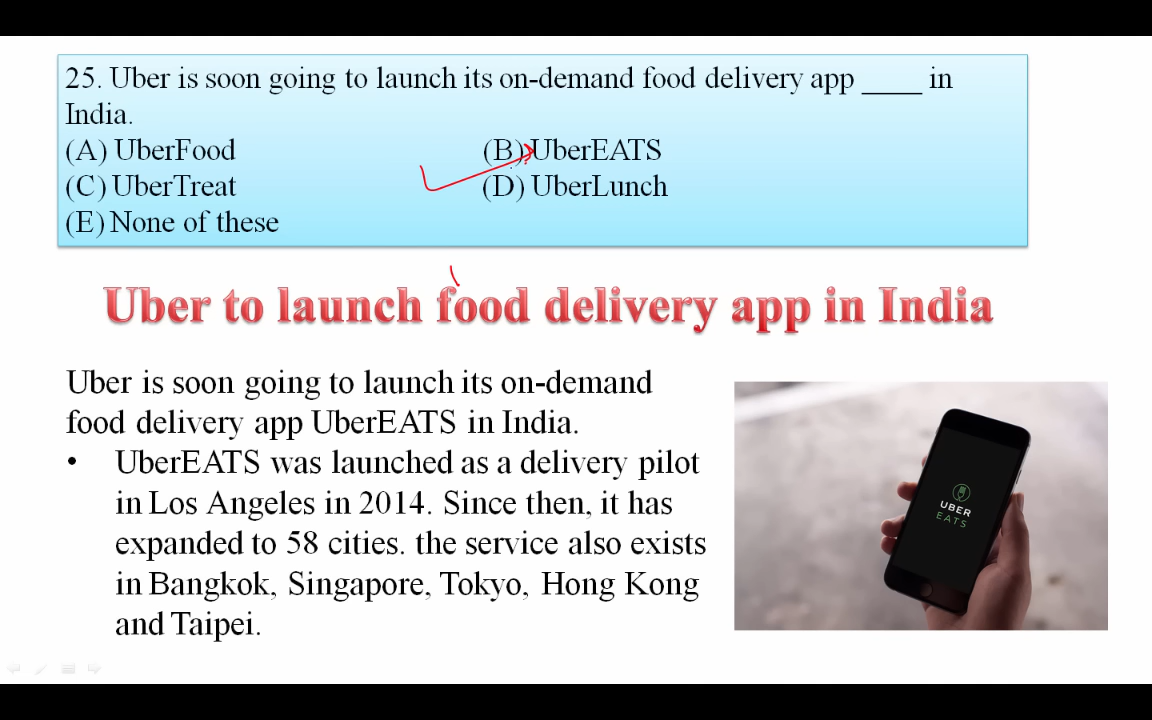 25. Uber is soon going to launch its on-demand food delivery app ____ in
India.
(A) UberFood (B) UberEATS
(C) UberTreat (D) UberLunch
(E) None of these
Uber to launch food delivery app in India
Uber is soon going to launch its on-demand
food delivery app UberEATS in India.
• UberEATS was launched as a delivery pilot
in Los Angeles in 2014. Since then, it has
expanded to 58 cities. the service also exists
in Bangkok, Singapore, Tokyo, Hong Kong
and Taipei.
UBER
EATS